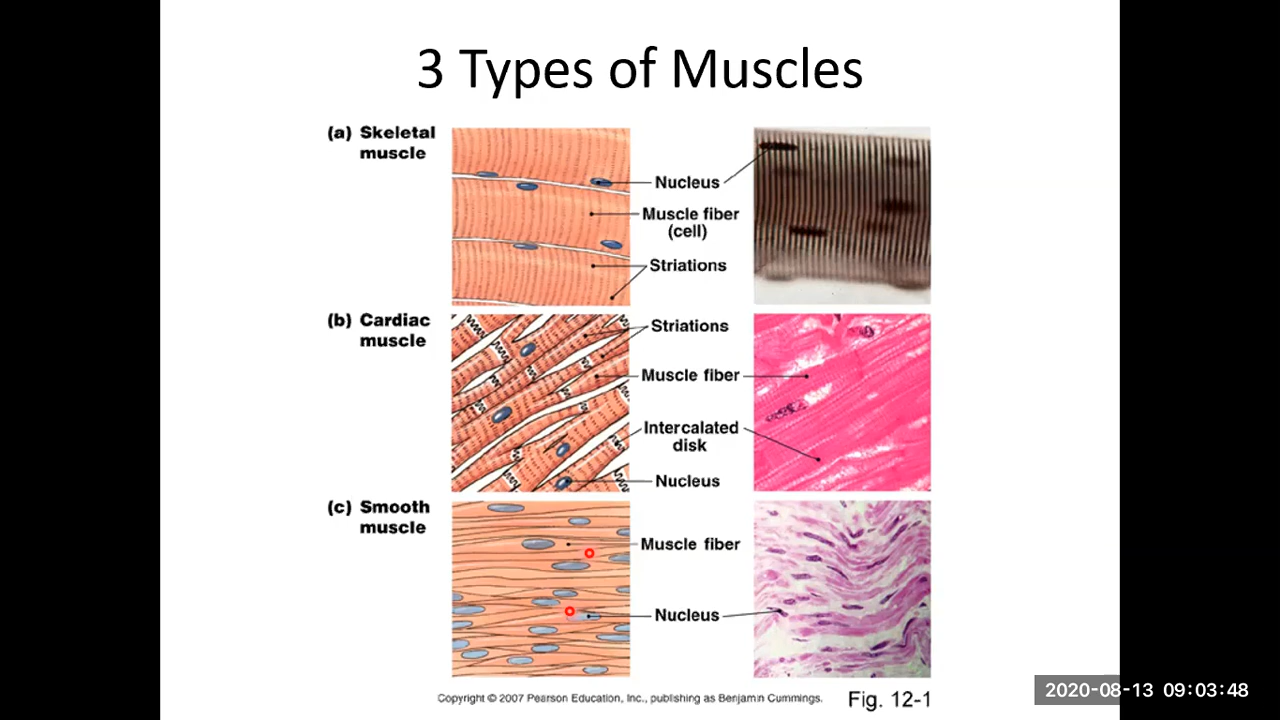 3 Types of Muscles
(a) Skeletal
muscle
Nucleus
Muscle fiber
(cell)
Striations
(b) Cardiac
muscle
Striations
Muscle fiber
Intercalated
disk
Nucleus
(c) Smooth
muscle
Muscle fiber
Nucleus
Copyright © 2007 Pearson Education, Inc., publishing as Benjamin Cummings.
Fig. 12-1
2020-08-13 09:03:48